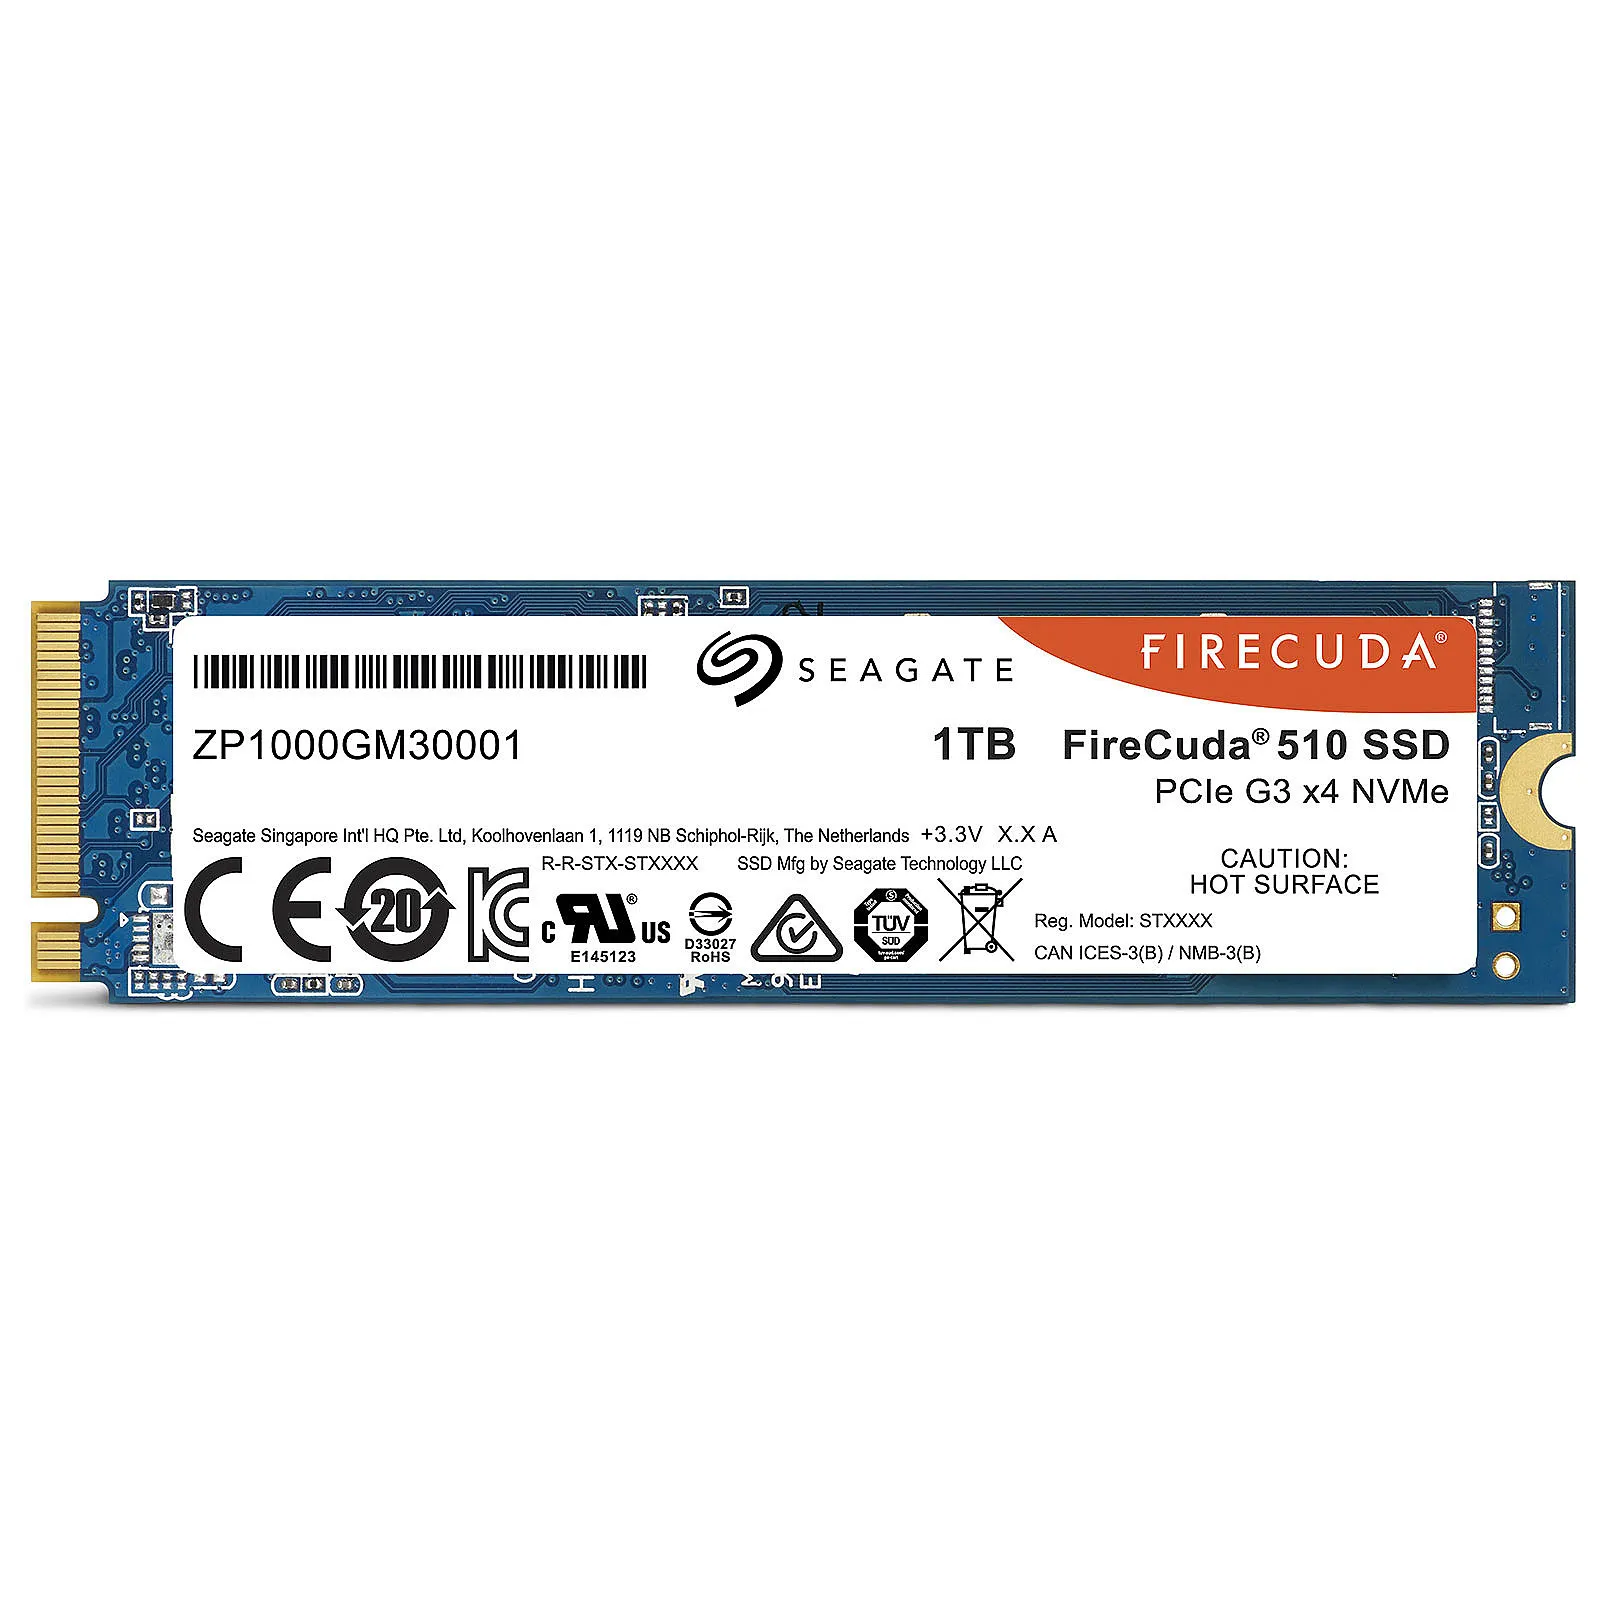 SEAGATE
FIRECUDA®
ZP1000GM30001
1TB FireCuda® 510 SSD
PCIe G3 x4 NVMe
Seagate Singapore Int'l HQ Pte. Ltd, Koolhovenlaan 1, 1119 NB Schiphol-Rijk, The Netherlands +3.3V X.X A
R-R-STX-STXXXX SSD Mfg by Seagate Technology LLC
CAUTION:
HOT SURFACE
CE
20
c RU® US
E145123
D33027
RoHS
TÜV
SÜD
Reg. Model: STXXXX
CAN ICES-3(B) / NMB-3(B)